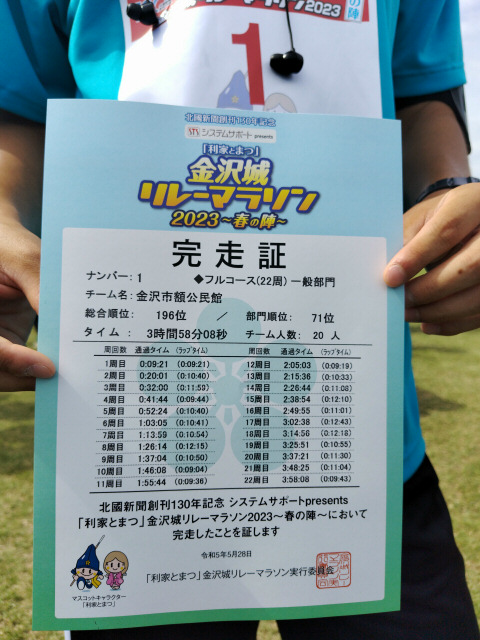 リレーマラソン2023
の陣
1
北國新聞創刊130年記念
STS システムサポート presents
「利家とまつ」
金沢城
リレーマラソン
2023～春の陣～
完走証
ナンバー: 1 ◆フルコース(22周) 一般部門
チーム名: 金沢市額公民館
総合順位: 196位 ／ 部門順位: 71位
タイム : 3時間58分08秒 チーム人数: 20 人
周回数 通過タイム (ラップタイム) 周回数 通過タイム (ラップタイム)
1周目 0:09:21 (0:09:21) 12周目 2:05:03 (0:09:19)
2周目 0:20:01 (0:10:40) 13周目 2:15:36 (0:10:33)
3周目 0:32:00 (0:11:59) 14周目 2:26:44 (0:11:08)
4周目 0:41:44 (0:09:44) 15周目 2:38:54 (0:12:10)
5周目 0:52:24 (0:10:40) 16周目 2:49:55 (0:11:01)
6周目 1:03:05 (0:10:41) 17周目 3:02:38 (0:12:43)
7周目 1:13:59 (0:10:54) 18周目 3:14:56 (0:12:18)
8周目 1:26:14 (0:12:15) 19周目 3:25:51 (0:10:55)
9周目 1:37:04 (0:10:50) 20周目 3:37:21 (0:11:30)
10周目 1:46:08 (0:09:04) 21周目 3:48:25 (0:11:04)
11周目 1:55:44 (0:09:36) 22周目 3:58:08 (0:09:43)
北國新聞創刊130年記念 システムサポートpresents
「利家とまつ」金沢城リレーマラソン2023～春の陣～において
完走したことを証します
令和5年5月28日
「利家とまつ」金沢城リレーマラソン実行委員会
マスコットキャラクター
「利家とまつ」